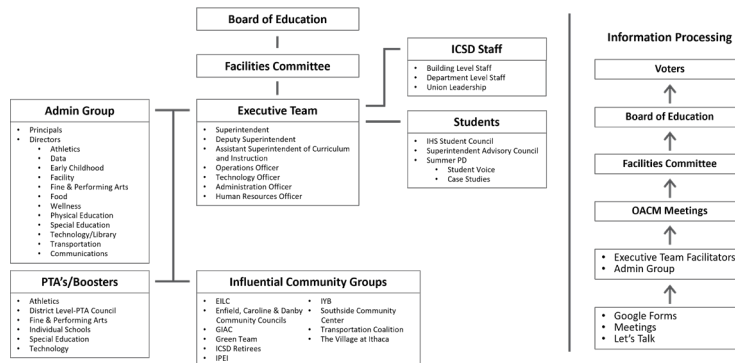 Board of Education
Facilities Committee
Executive Team
• Superintendent
• Deputy Superintendent
• Assistant Superintendent of Curriculum
and Instruction
• Operations Officer
• Technology Officer
• Administration Officer
• Human Resources Officer
ICSD Staff
• Building Level Staff
• Department Level Staff
• Union Leadership
Students
• IHS Student Council
• Superintendent Advisory Council
• Summer PD
• Student Voice
• Case Studies
Admin Group
• Principals
• Directors
• Athletics
• Data
• Early Childhood
• Facility
• Fine & Performing Arts
• Food
• Wellness
• Physical Education
• Special Education
• Technology/Library
• Transportation
• Communications
PTA's/Boosters
• Athletics
• District Level-PTA Council
• Fine & Performing Arts
• Individual Schools
• Special Education
• Technology
Influential Community Groups
• EILC
• Enfield, Caroline & Danby
Community Councils
• GIAC
• Green Team
• ICSD Retirees
• IPEI
• IYB
• Southside Community
Center
• Transportation Coalition
• The Village at Ithaca
Information Processing
Voters
Board of Education
Facilities Committee
OACM Meetings
• Executive Team Facilitators
• Admin Group
• Google Forms
• Meetings
• Let's Talk